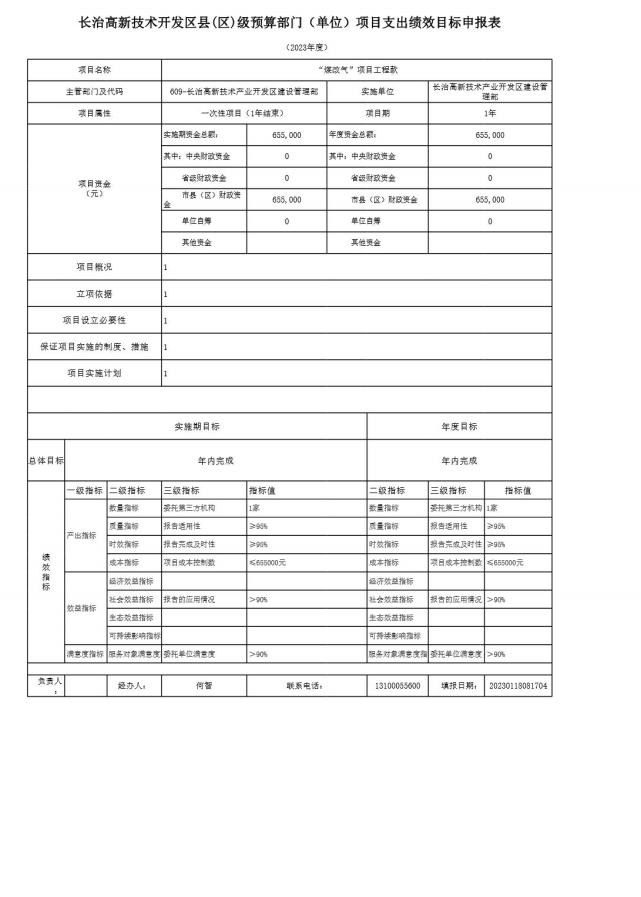 长治高新技术开发区县(区)级预算部门（单位）项目支出绩效目标申报表
（2023年度）
项目名称 “煤改气”项目工程款
主管部门及代码 609-长治高新技术产业开发区建设管理部 实施单位 长治高新技术产业开发区建设管理部
项目属性 一次性项目（1年结束） 项目期 1年
项目资金（元） 实施期资金总额： 655,000 年度资金总额： 655,000
其中：中央财政资金 0 其中：中央财政资金 0
省级财政资金 0 省级财政资金 0
市县（区）财政资金 655,000 市县（区）财政资金 655,000
单位自筹 0 单位自筹 0
其他资金 其他资金
项目概况 1
立项依据 1
项目设立必要性 1
保证项目实施的制度、措施 1
项目实施计划 1
实施期目标 年度目标
总体目标 年内完成 年内完成
绩效指标 一级指标 二级指标 三级指标 指标值 二级指标 三级指标 指标值
产出指标 数量指标 委托第三方机构 1家 数量指标 委托第三方机构 1家
质量指标 报告适用性 ≥95% 质量指标 报告适用性 ≥95%
时效指标 报告完成及时性 ≥95% 时效指标 报告完成及时性 ≥95%
成本指标 项目成本控制数 ≤655000元 成本指标 项目成本控制数 ≤655000元
效益指标 经济效益指标 经济效益指标
社会效益指标 报告的应用情况 ＞90% 社会效益指标 报告的应用情况 ＞90%
生态效益指标 生态效益指标
可持续影响指标 可持续影响指标
满意度指标 服务对象满意度 委托单位满意度 ＞90% 服务对象满意度指 委托单位满意度 ＞90%
负责人： 经办人： 何智 联系电话： 13100055600 填报日期： 20230118081704